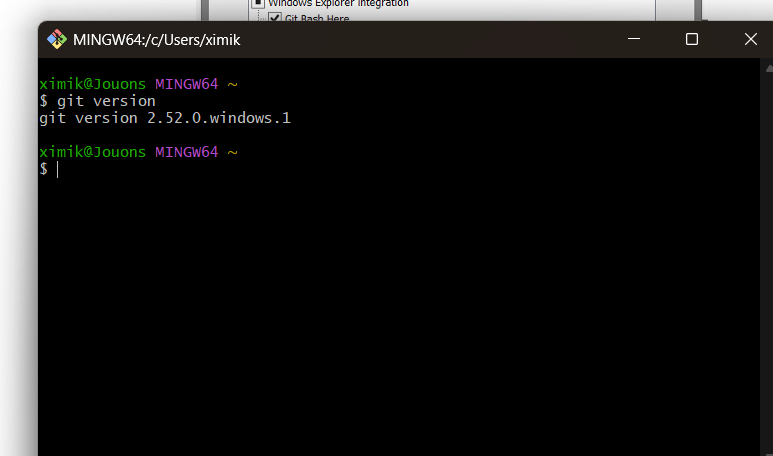 Windows Explorer integration
Git Bash Here
MINGW64:/c/Users/ximik
ximik@Jouons MINGW64 ~
$ git version
git version 2.52.0.windows.1
ximik@Jouons MINGW64 ~
$